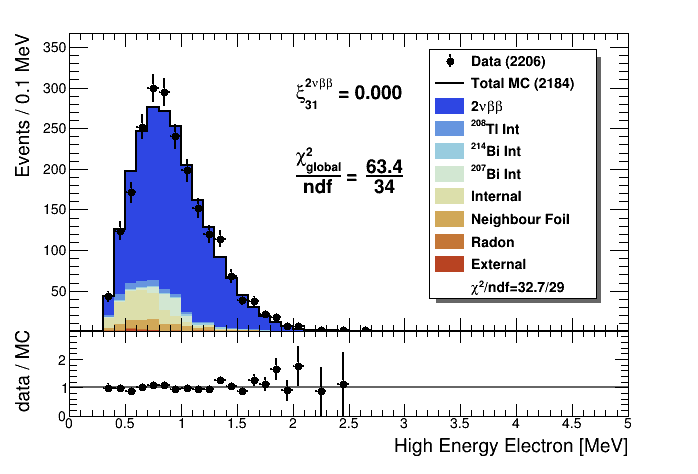 Events / 0.1 MeV
350
300
250
200
150
100
50
ξ 2νββ 31 = 0.000
χ² global / ndf = 63.4 / 34
Data (2206)
Total MC (2184)
2νββ
²⁰⁸Tl Int
²¹⁴Bi Int
²⁰⁷Bi Int
Internal
Neighbour Foil
Radon
External
χ²/ndf=32.7/29
data / MC
2
1
0
0 0.5 1 1.5 2 2.5 3 3.5 4 4.5 5
High Energy Electron [MeV]